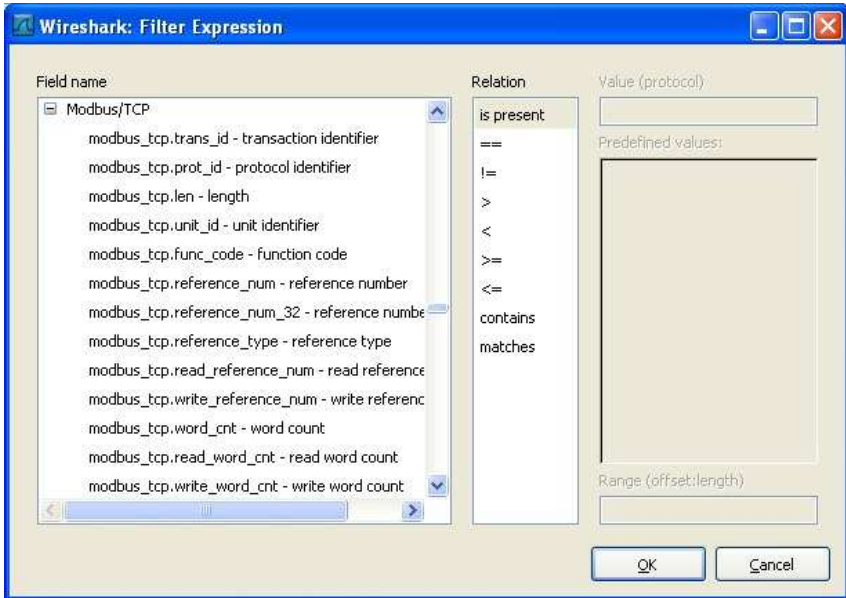 Wireshark: Filter Expression
Field name
Modbus/TCP
modbus_tcp.trans_id - transaction identifier
modbus_tcp.prot_id - protocol identifier
modbus_tcp.len - length
modbus_tcp.unit_id - unit identifier
modbus_tcp.func_code - function code
modbus_tcp.reference_num - reference number
modbus_tcp.reference_num_32 - reference numbe
modbus_tcp.reference_type - reference type
modbus_tcp.read_reference_num - read reference
modbus_tcp.write_reference_num - write referenc
modbus_tcp.word_cnt - word count
modbus_tcp.read_word_cnt - read word count
modbus_tcp.write_word_cnt - write word count
Relation
is present
==
!=
>
<
>=
<=
contains
matches
Value (protocol)
Predefined values:
Range (offset:length)
OK
Cancel